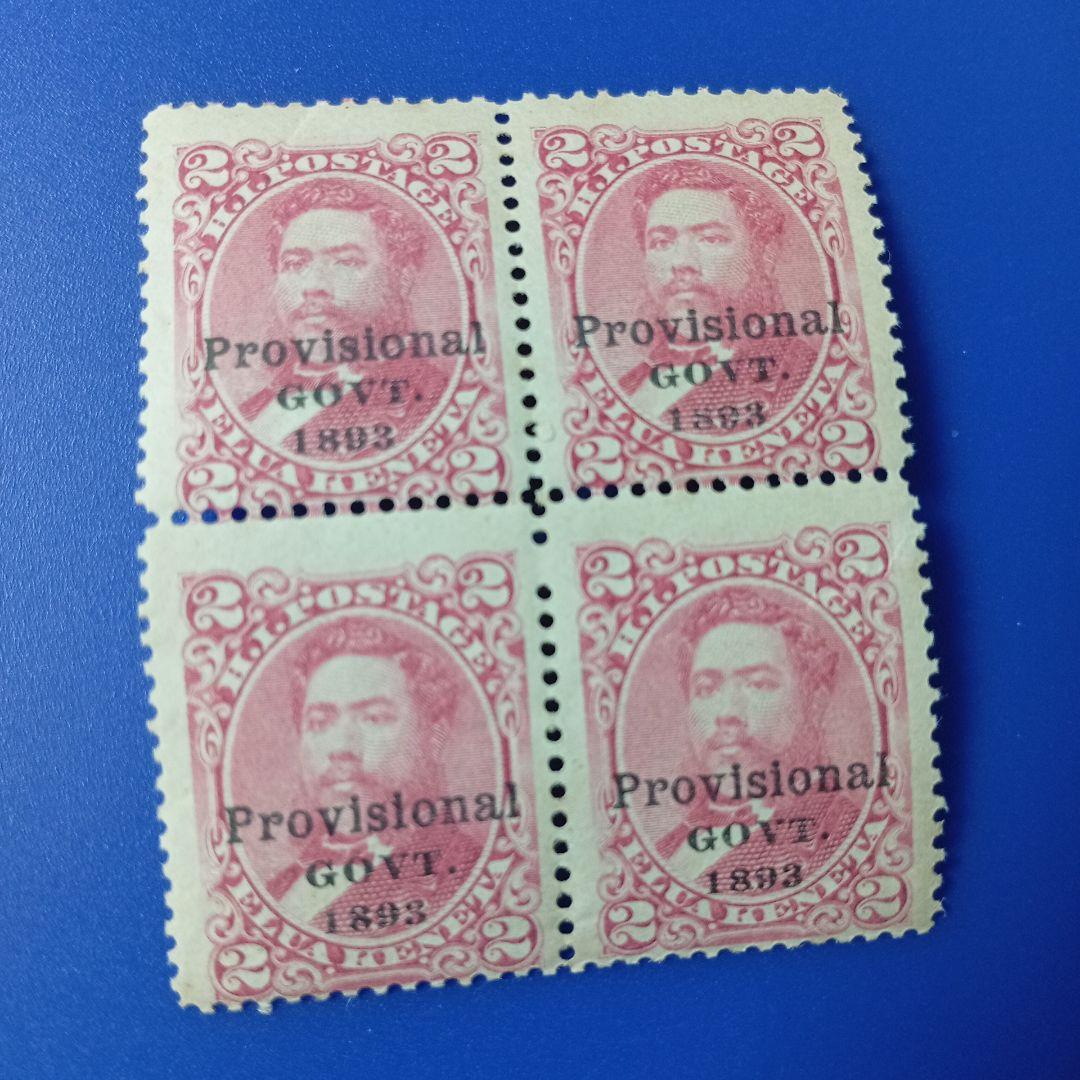 2 2
H.I. POSTAGE
Provisional
GOVT.
1893
2 2
ELUA KENETA
2 2
H.I. POSTAGE
Provisional
GOVT.
1893
2 2
ELUA KENETA
2 2
H.I. POSTAGE
Provisional
GOVT.
1893
2 2
ELUA KENETA
2 2
H.I. POSTAGE
Provisional
GOVT.
1893
2 2
ELUA KENETA